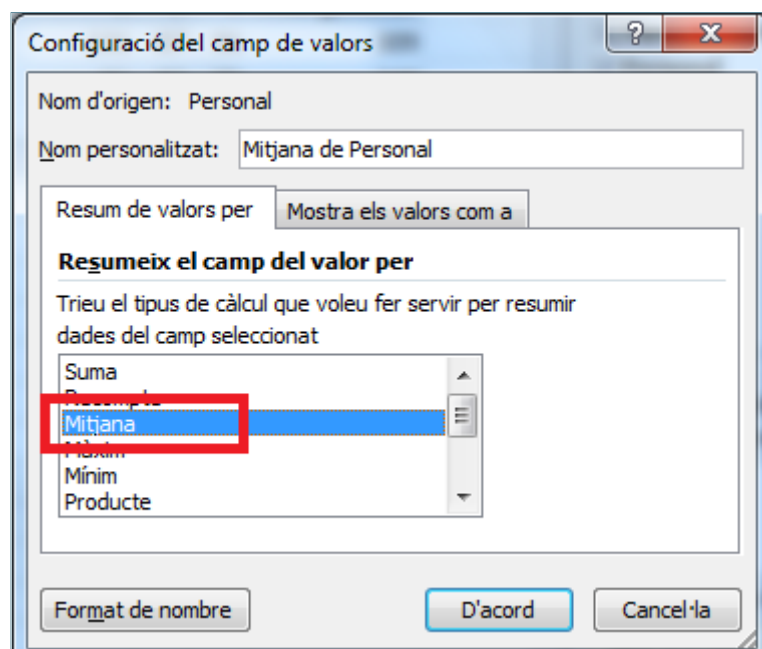 Configuració del camp de valors
Nom d'origen: Personal
Nom personalitzat: Mitjana de Personal
Resum de valors per Mostra els valors com a
Resumeix el camp del valor per
Trieu el tipus de càlcul que voleu fer servir per resumir
dades del camp seleccionat
Suma
Recompte
Mitjana
Màxim
Mínim
Producte
Format de nombre D'acord Cancel·la